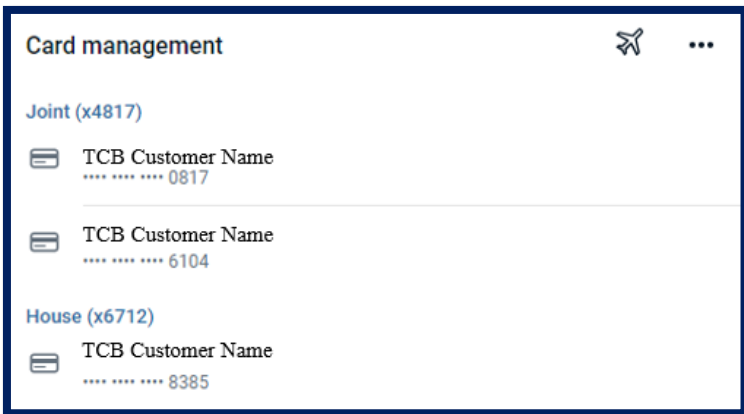 Card management
Joint (x4817)
TCB Customer Name
•••• •••• •••• 0817
TCB Customer Name
•••• •••• •••• 6104
House (x6712)
TCB Customer Name
•••• •••• •••• 8385